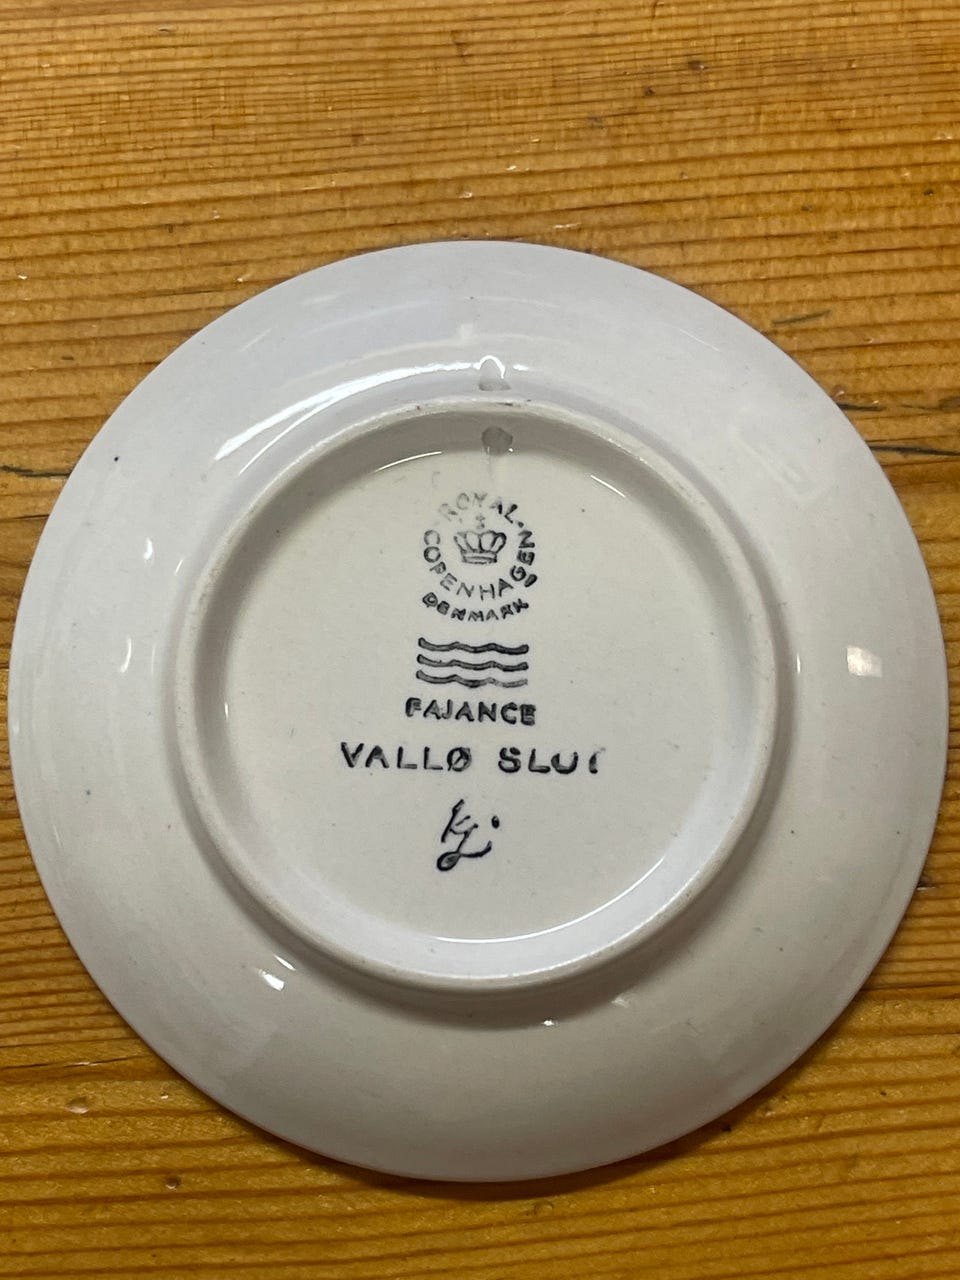 ROYAL
COPENHAGEN
DENMARK
FAJANCE
VALLØ